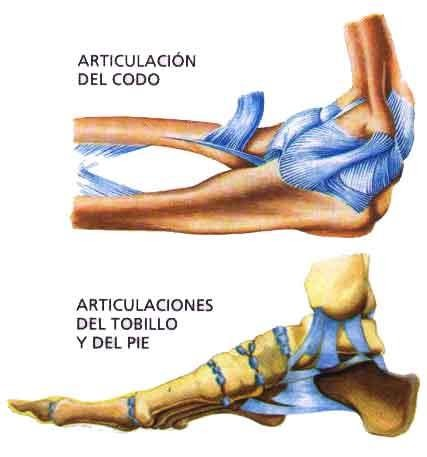 ARTICULACIÓN
DEL CODO
ARTICULACIONES
DEL TOBILLO
Y DEL PIE